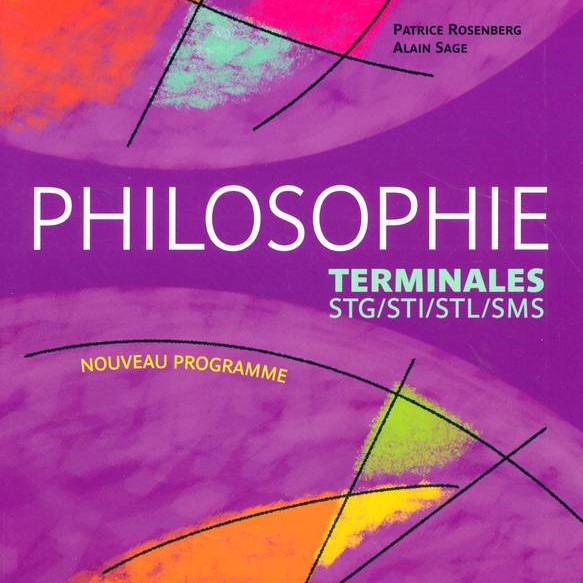 PATRICE ROSENBERG
ALAIN SAGE
PHILOSOPHIE
TERMINALES
STG/STI/STL/SMS
NOUVEAU PROGRAMME